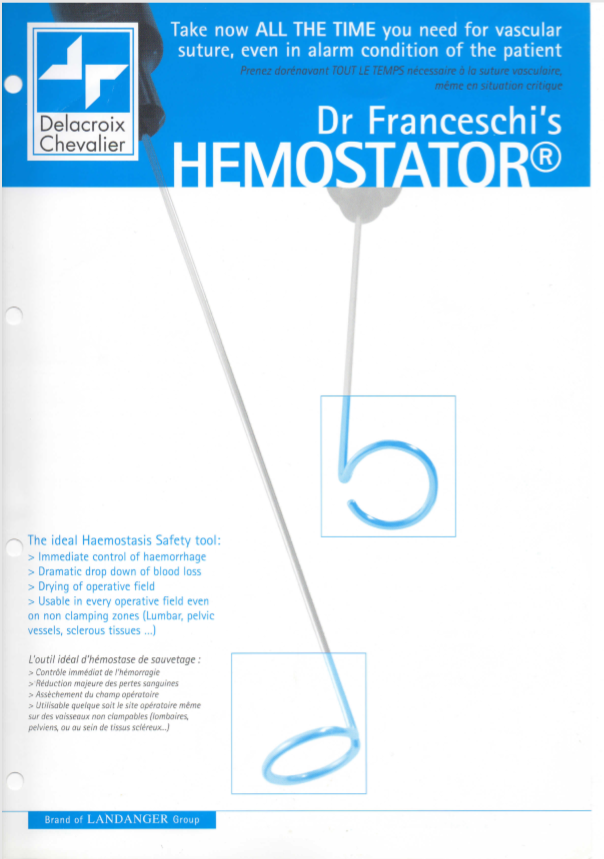 Take now ALL THE TIME you need for vascular
suture, even in alarm condition of the patient
Prenez dorénavant TOUT LE TEMPS nécessaire à la suture vasculaire,
même en situation critique
Delacroix
Chevalier
Dr Franceschi's
HEMOSTATOR®
The ideal Haemostasis Safety tool:
> Immediate control of haemorrhage
> Dramatic drop down of blood loss
> Drying of operative field
> Usable in every operative field even
on non clamping zones (Lumbar, pelvic
vessels, sclerous tissues ...)
L'outil idéal d'hémostase de sauvetage :
> Contrôle immédiat de l'hémorragie
> Réduction majeure des pertes sanguines
> Assèchement du champ opératoire
> Utilisable quelque soit le site opératoire même
sur des vaisseaux non clampables (lombaires,
pelviens, ou au sein de tissus scléreux...)
Brand of LANDANGER Group